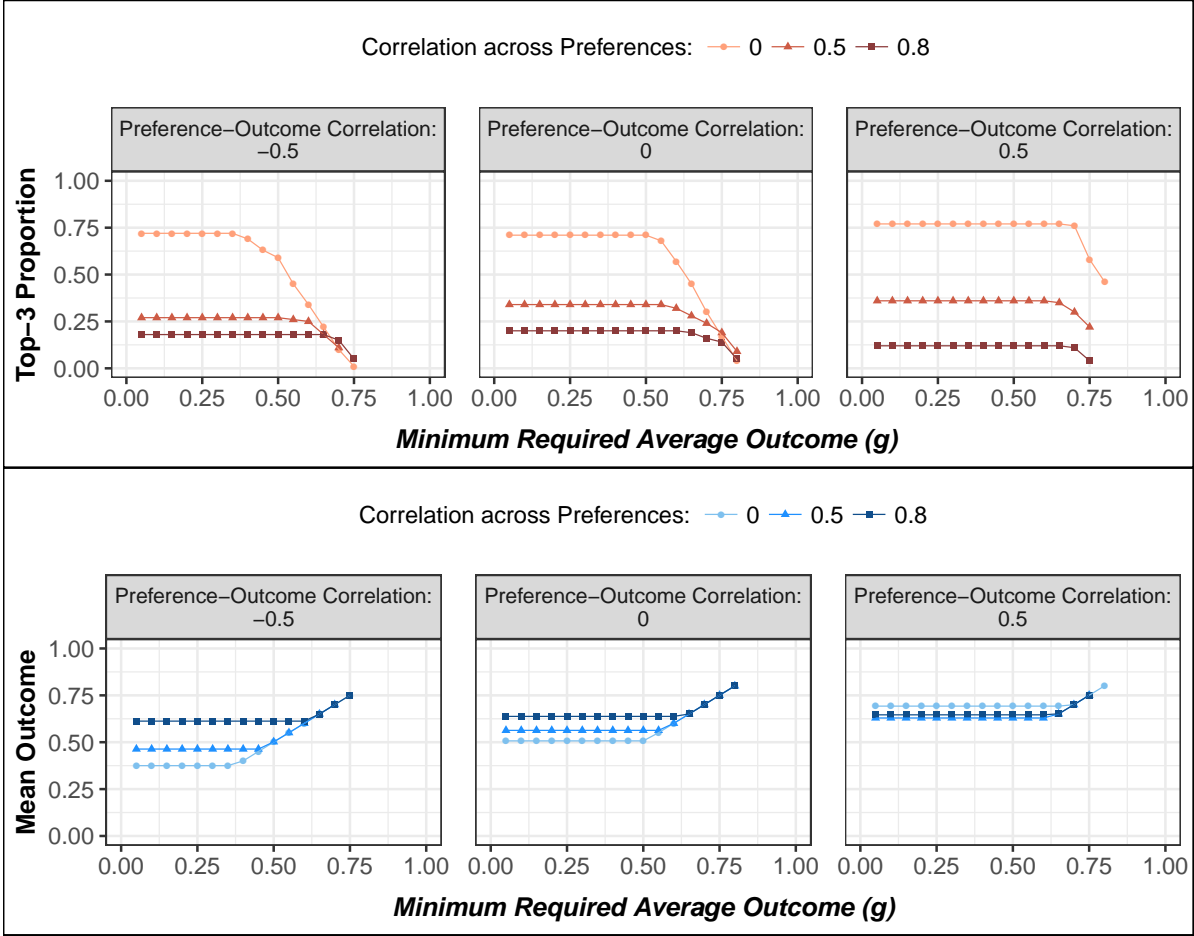 Correlation across Preferences: 0 0.5 0.8
Preference−Outcome Correlation: Preference−Outcome Correlation: Preference−Outcome Correlation:
−0.5 0 0.5
Top−3 Proportion
1.00
0.75
0.50
0.25
0.00
0.00 0.25 0.50 0.75 1.00 0.00 0.25 0.50 0.75 1.00 0.00 0.25 0.50 0.75 1.00
Minimum Required Average Outcome (g)
Correlation across Preferences: 0 0.5 0.8
Preference−Outcome Correlation: Preference−Outcome Correlation: Preference−Outcome Correlation:
−0.5 0 0.5
Mean Outcome
1.00
0.75
0.50
0.25
0.00
0.00 0.25 0.50 0.75 1.00 0.00 0.25 0.50 0.75 1.00 0.00 0.25 0.50 0.75 1.00
Minimum Required Average Outcome (g)